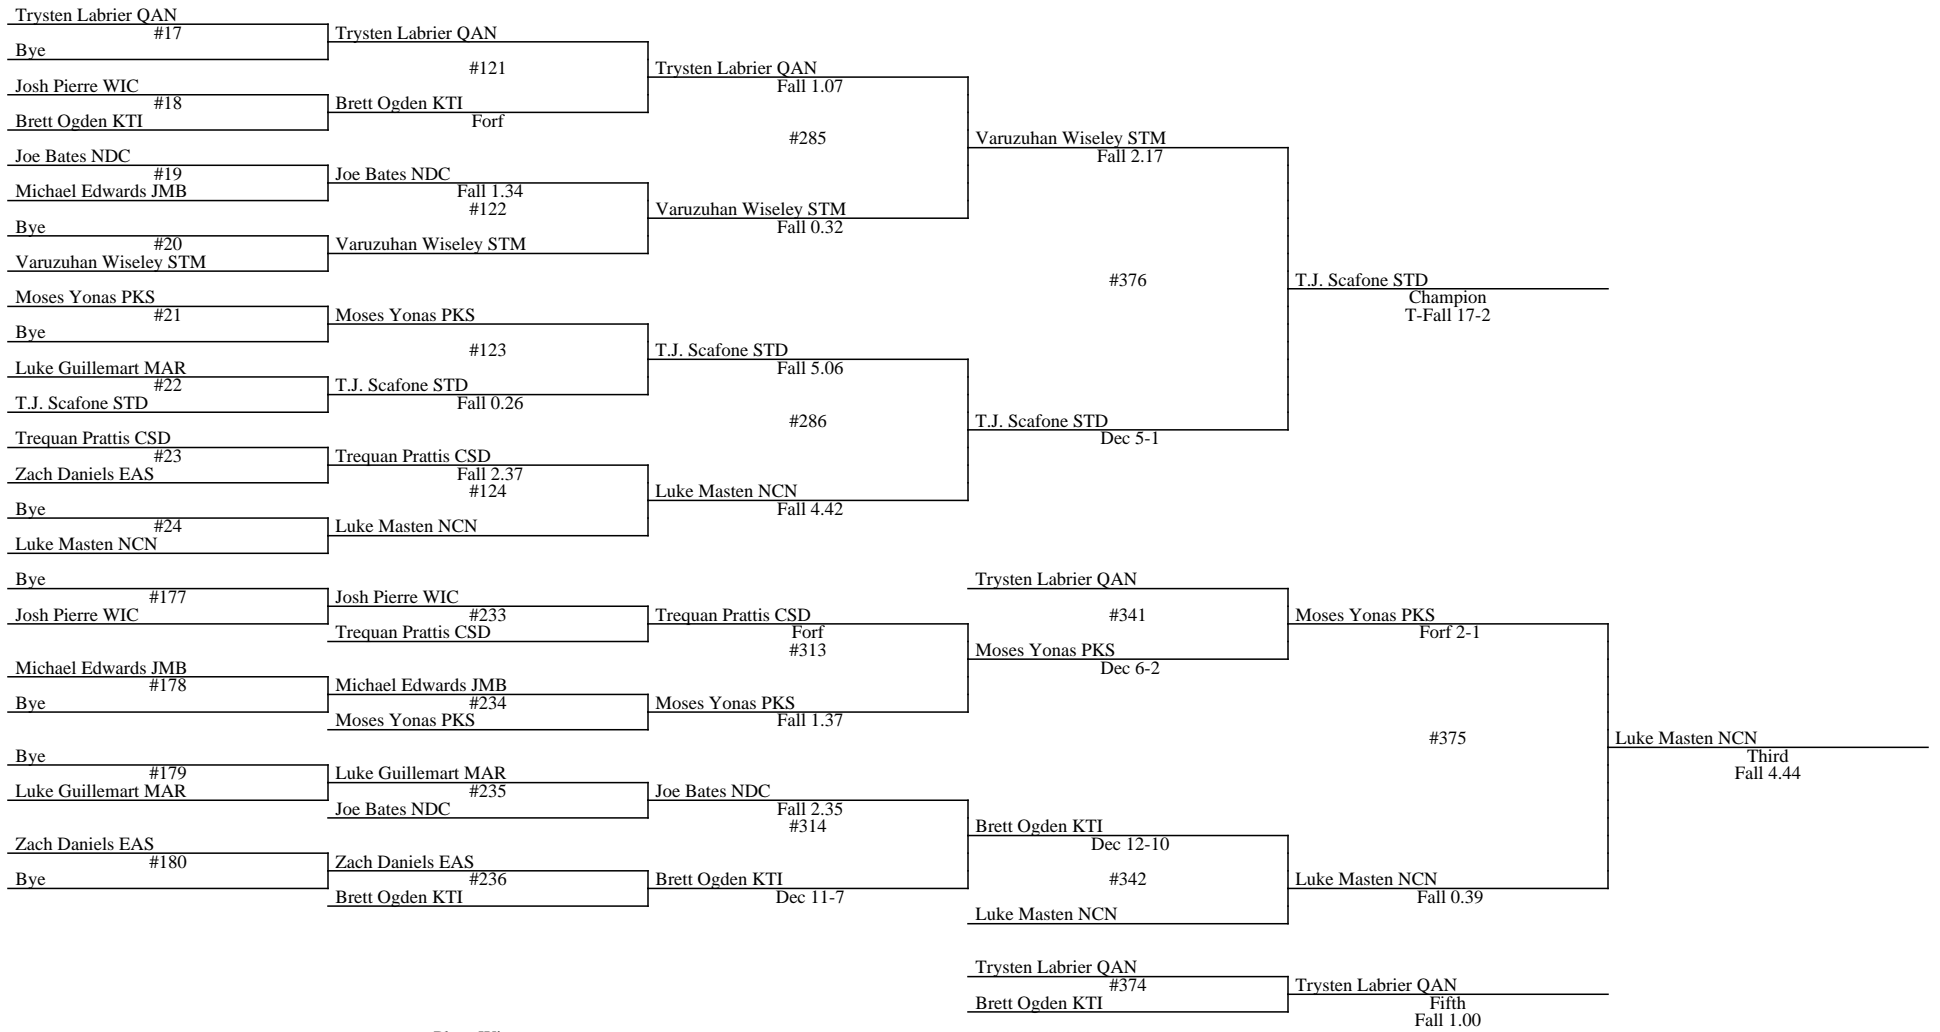 Trysten Labrier QAN
#17
Bye
Josh Pierre WIC
#18
Brett Ogden KTI
Joe Bates NDC
#19
Michael Edwards JMB
Bye
#20
Varuzuhan Wiseley STM
Moses Yonas PKS
#21
Bye
Luke Guillemart MAR
#22
T.J. Scafone STD
Trequan Prattis CSD
#23
Zach Daniels EAS
Bye
#24
Luke Masten NCN
Trysten Labrier QAN
#121
Brett Ogden KTI
Forf
Joe Bates NDC
Fall 1.34
#122
Varuzuhan Wiseley STM
Moses Yonas PKS
#123
T.J. Scafone STD
Fall 0.26
Trequan Prattis CSD
Fall 2.37
#124
Luke Masten NCN
Trysten Labrier QAN
Fall 1.07
#285
Varuzuhan Wiseley STM
Fall 0.32
T.J. Scafone STD
Fall 5.06
#286
Luke Masten NCN
Fall 4.42
Varuzuhan Wiseley STM
Fall 2.17
#376
T.J. Scafone STD
Dec 5-1
T.J. Scafone STD
Champion
T-Fall 17-2
Bye
#177
Josh Pierre WIC
Michael Edwards JMB
#178
Bye
Bye
#179
Luke Guillemart MAR
Zach Daniels EAS
#180
Bye
Josh Pierre WIC
#233
Trequan Prattis CSD
Michael Edwards JMB
#234
Moses Yonas PKS
Luke Guillemart MAR
#235
Joe Bates NDC
Zach Daniels EAS
#236
Brett Ogden KTI
Trequan Prattis CSD
Forf
#313
Moses Yonas PKS
Fall 1.37
Joe Bates NDC
Fall 2.35
#314
Brett Ogden KTI
Dec 11-7
Trysten Labrier QAN
#341
Moses Yonas PKS
Dec 6-2
Brett Ogden KTI
Dec 12-10
#342
Luke Masten NCN
Moses Yonas PKS
Forf 2-1
#375
Luke Masten NCN
Fall 0.39
Luke Masten NCN
Third
Fall 4.44
Trysten Labrier QAN
#374
Brett Ogden KTI
Trysten Labrier QAN
Fifth
Fall 1.00